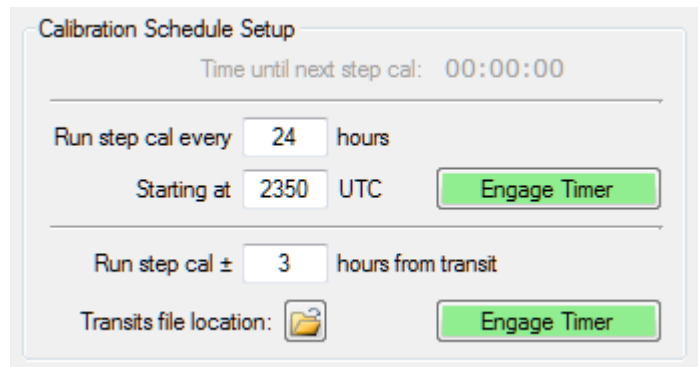 Calibration Schedule Setup
Time until next step cal: 00:00:00
Run step cal every 24 hours
Starting at 2350 UTC Engage Timer
Run step cal ± 3 hours from transit
Transits file location: Engage Timer